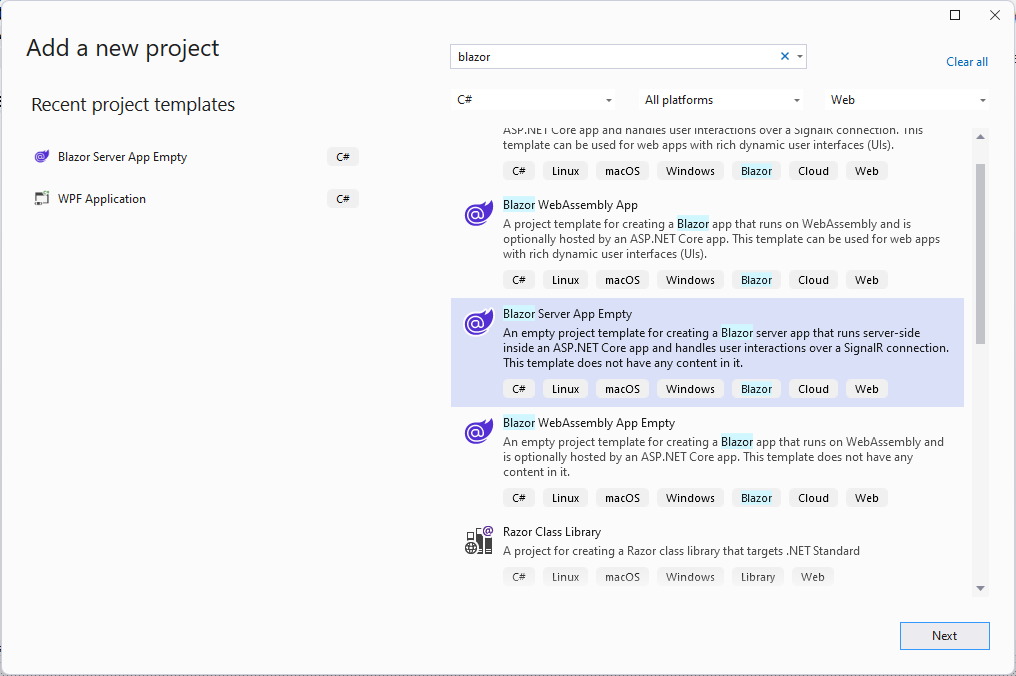 Add a new project
blazor
Clear all
Recent project templates
C#
All platforms
Web
Blazor Server App Empty
C#
WPF Application
C#
ASP.NET Core app and handles user interactions over a SignalR connection. This
template can be used for web apps with rich dynamic user interfaces (UIs).
C# Linux macOS Windows Blazor Cloud Web
Blazor WebAssembly App
A project template for creating a Blazor app that runs on WebAssembly and is
optionally hosted by an ASP.NET Core app. This template can be used for web apps
with rich dynamic user interfaces (UIs).
C# Linux macOS Windows Blazor Cloud Web
Blazor Server App Empty
An empty project template for creating a Blazor server app that runs server-side
inside an ASP.NET Core app and handles user interactions over a SignalR connection.
This template does not have any content in it.
C# Linux macOS Windows Blazor Cloud Web
Blazor WebAssembly App Empty
An empty project template for creating a Blazor app that runs on WebAssembly and
is optionally hosted by an ASP.NET Core app. This template does not have any
content in it.
C# Linux macOS Windows Blazor Cloud Web
Razor Class Library
A project for creating a Razor class library that targets .NET Standard
C# Linux macOS Windows Library Web
Next